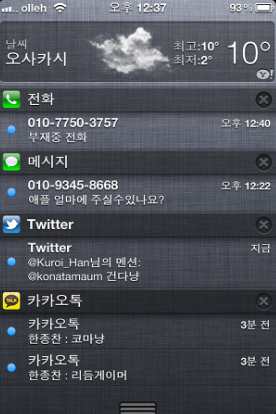 olleh 오후 12:37 93%
날씨
오사카시
최고:10°
최저:2°
10°
Y!
전화
010-7750-3757 오후 12:40
부재중 전화
메시지
010-9345-8668 오후 12:22
애플 얼마에 주실수있나요?
Twitter
Twitter 지금
@Kuroi_Han님의 멘션:
@konatamaum 건다냥
TALK
카카오톡
카카오톡 3분 전
한종찬 : 코마냥
카카오톡 3분 전
한종찬 : 리듬게이머